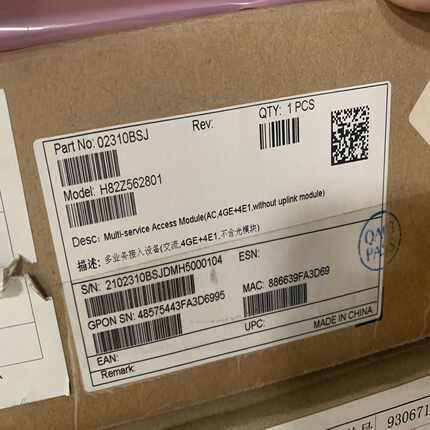 Part No: 02310BSJ
Rev:
QTY: 1 PCS
Model: H82Z562801
Desc: Multi-service Access Module(AC,4GE+4E1,without uplink module)
描述: 多业务接入设备(交流,4GE+4E1,不含光模块)
S/N: 2102310BSJDMH5000104
ESN:
GPON SN: 48575443FA3D6995
MAC: 886639FA3D69
EAN:
UPC:
MADE IN CHINA
Remark:
QA
PASS
930671